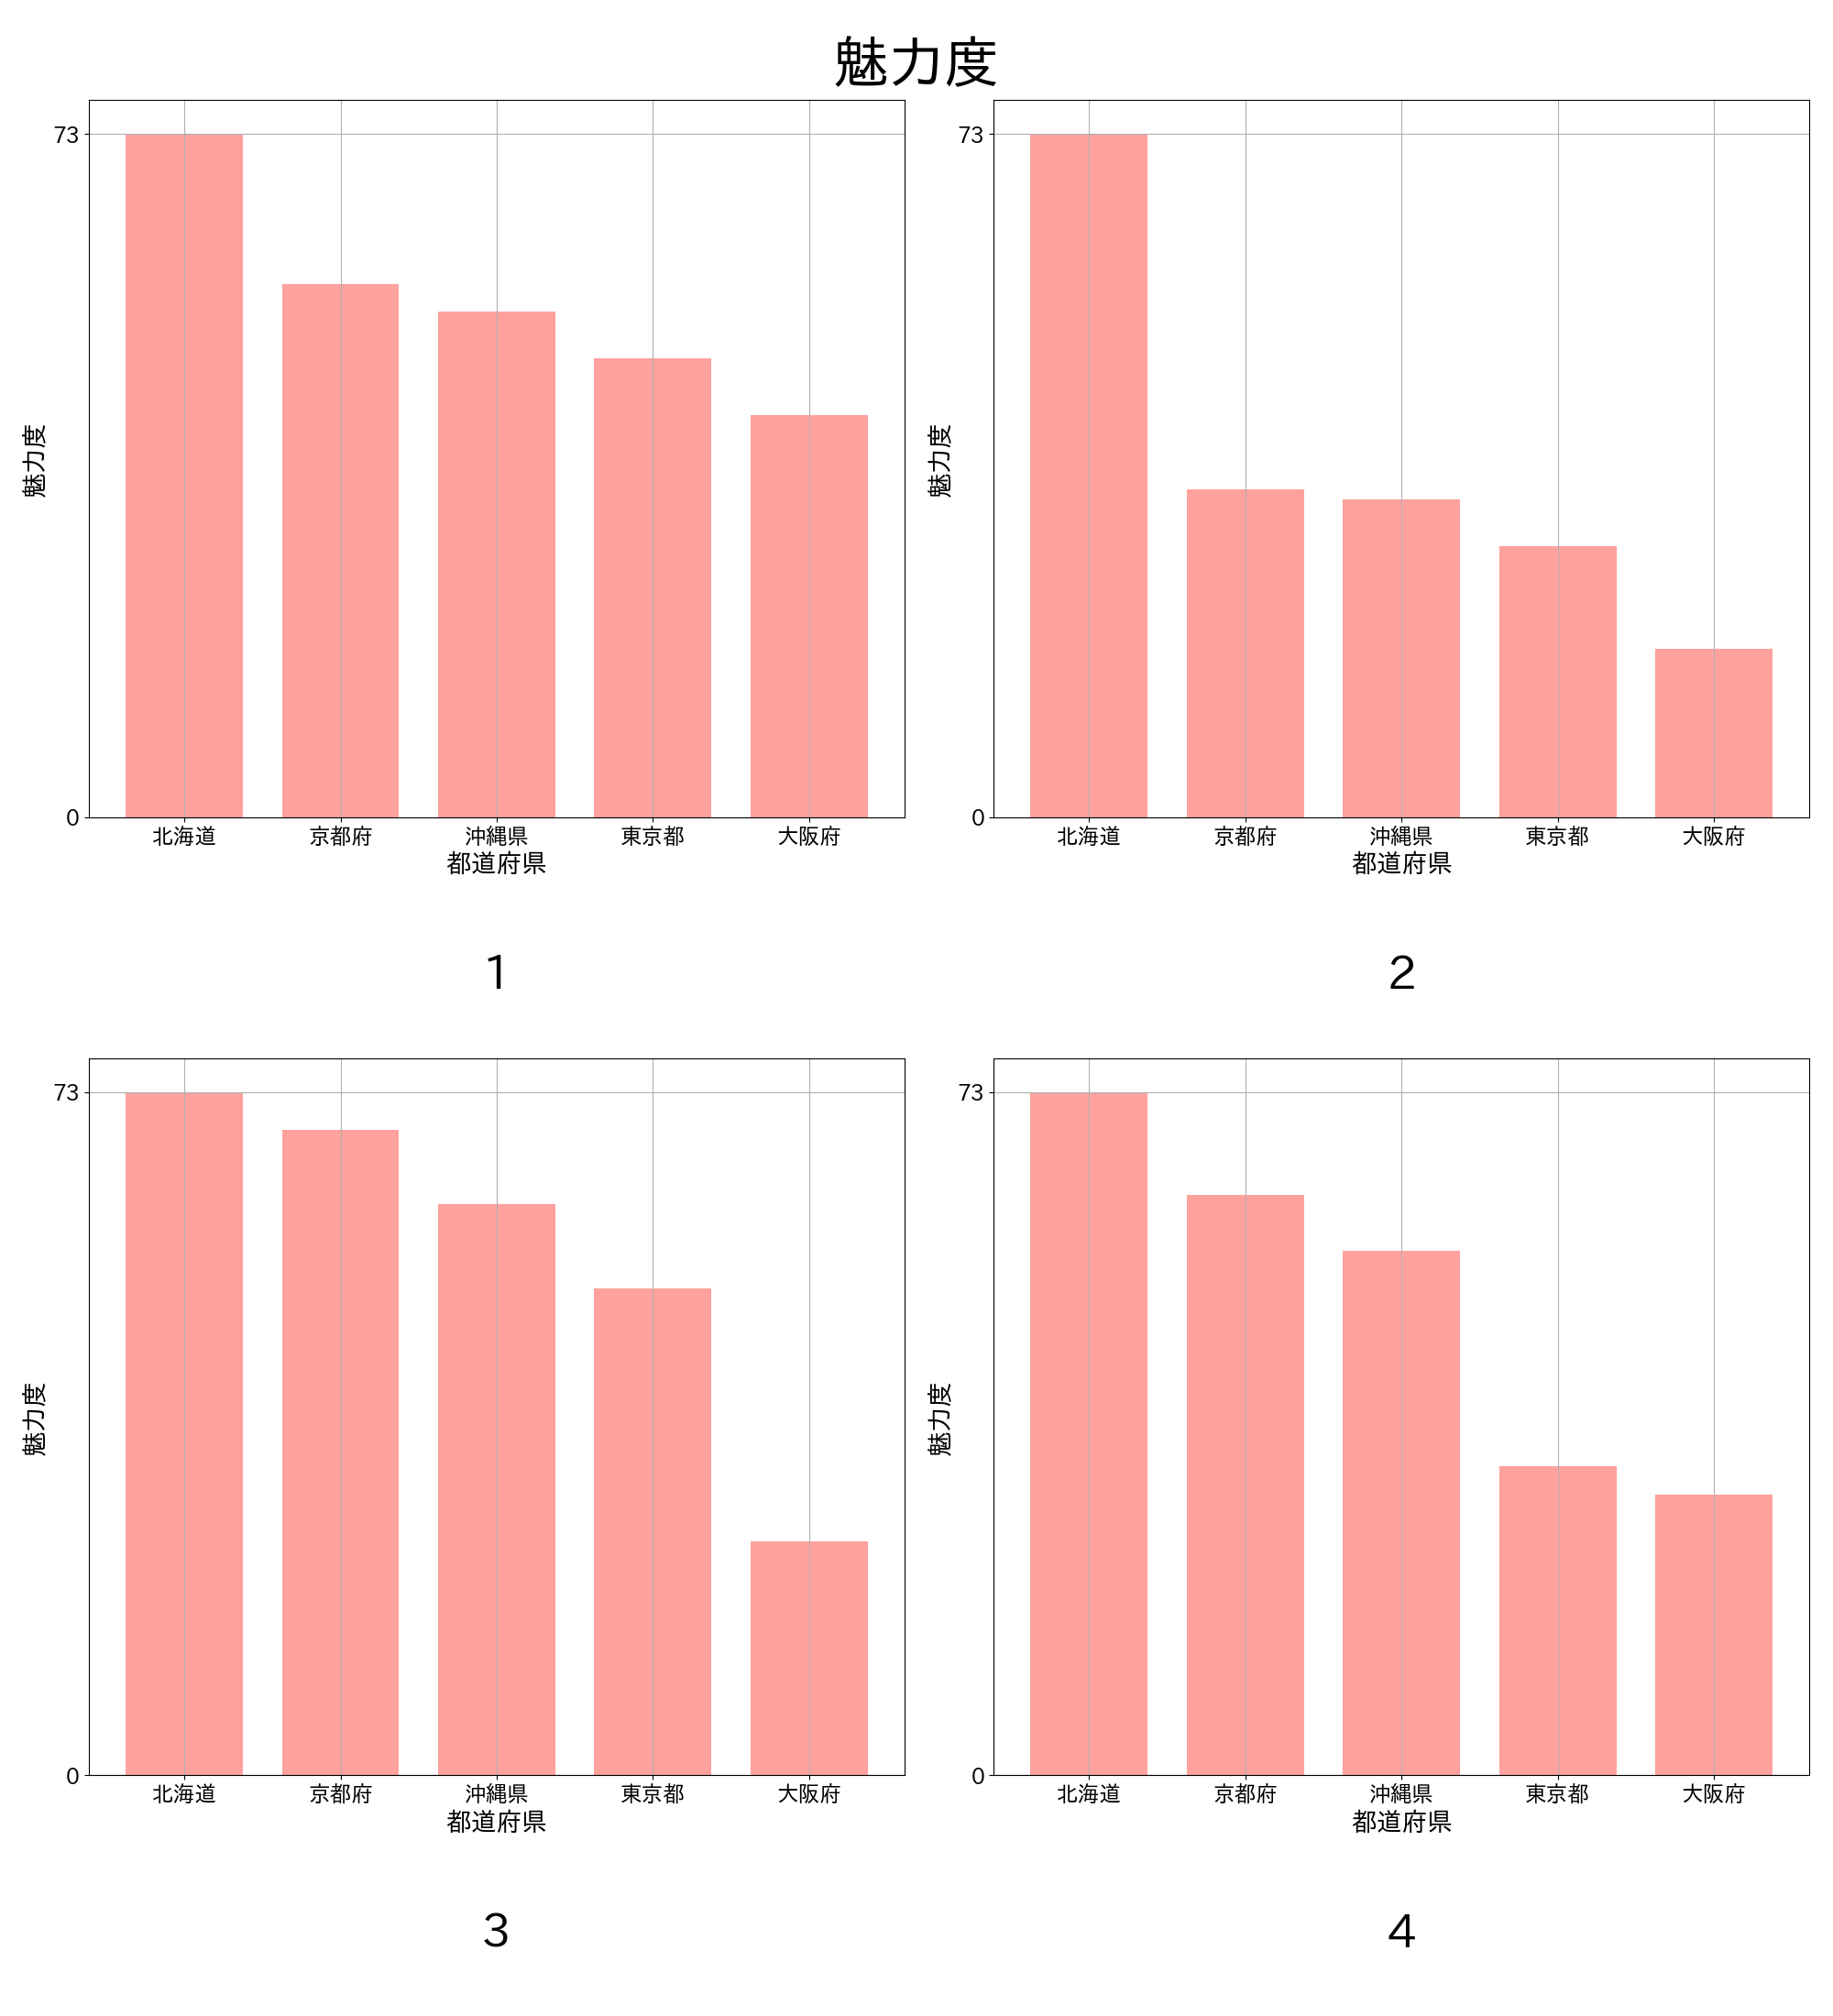 魅力度
73
0
魅力度
北海道 京都府 沖縄県 東京都 大阪府
都道府県
1
73
0
魅力度
北海道 京都府 沖縄県 東京都 大阪府
都道府県
2
73
0
魅力度
北海道 京都府 沖縄県 東京都 大阪府
都道府県
3
73
0
魅力度
北海道 京都府 沖縄県 東京都 大阪府
都道府県
4